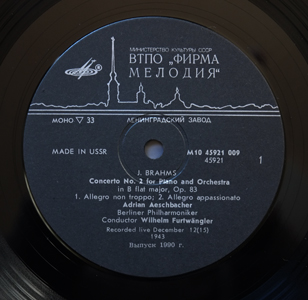 МИНИСТЕРСТВО КУЛЬТУРЫ СССР
ВТПО „ФИРМА
МЕЛОДИЯ“
МОНО ▽ 33
ЛЕНИНГРАДСКИЙ ЗАВОД
MADE IN USSR
М10 45921 009
45921
1
J. BRAHMS
Concerto No. 2 for Piano and Orchestra
in B flat major, Op. 83
1. Allegro non troppo; 2. Allegro appassionato
Adrian Aeschbacher
Berliner Philharmoniker
Conductor Wilhelm Furtwängler
Recorded live December 12(15)
1943
Выпуск 1990 г.